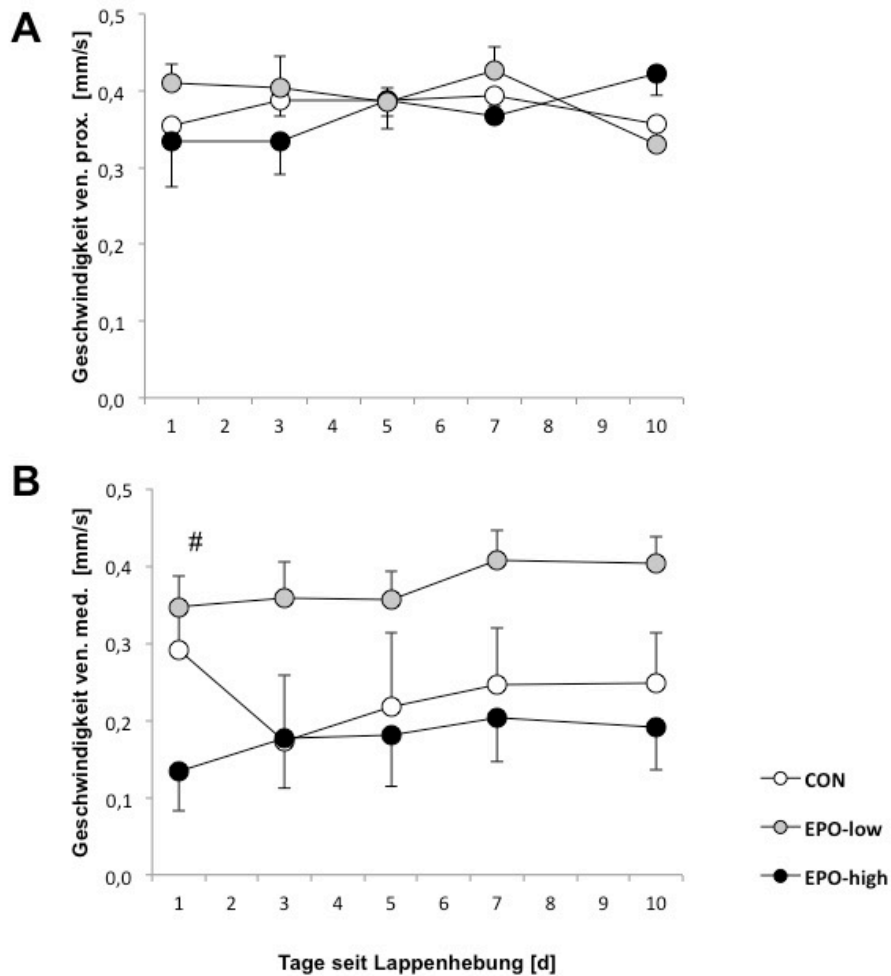 A
Geschwindigkeit ven. prox. [mm/s]
0,5
0,4
0,3
0,2
0,1
0,0
1 2 3 4 5 6 7 8 9 10
B
Geschwindigkeit ven. med. [mm/s]
0,5
0,4
0,3
0,2
0,1
0,0
#
1 2 3 4 5 6 7 8 9 10
CON
EPO-low
EPO-high
Tage seit Lappenhebung [d]